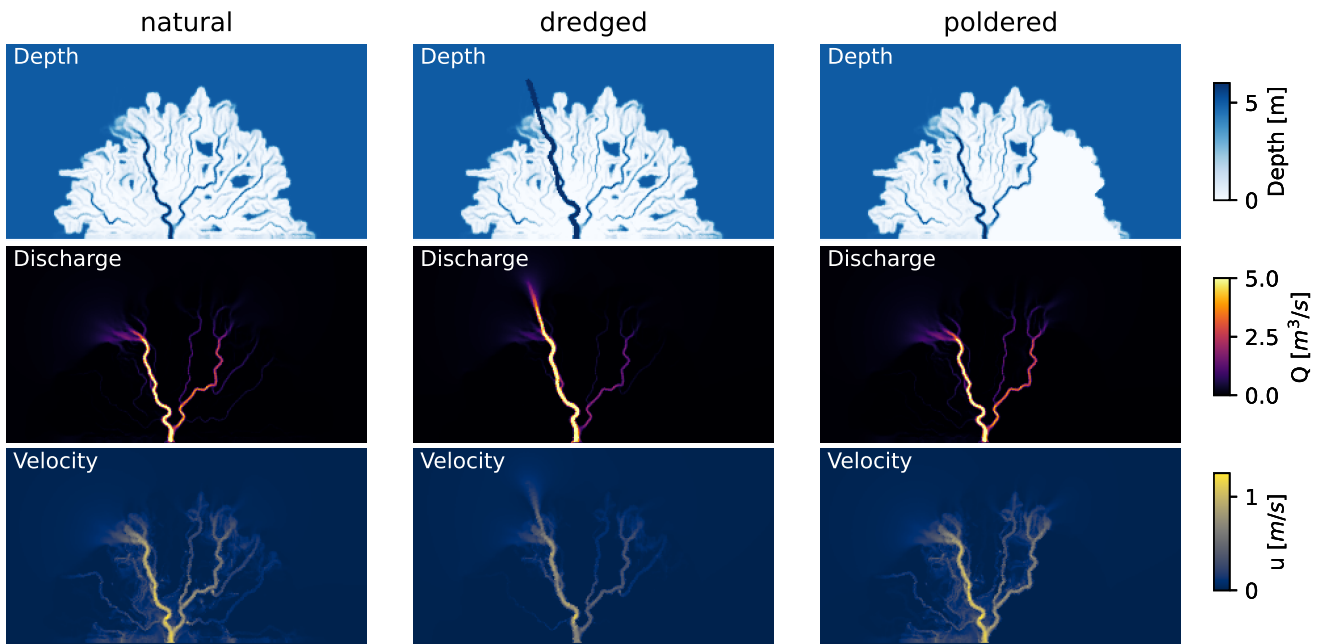 natural
dredged
poldered
Depth
Depth
Depth
5
0
Depth [m]
Discharge
Discharge
Discharge
5.0
2.5
0.0
Q [m³/s]
Velocity
Velocity
Velocity
1
0
u [m/s]